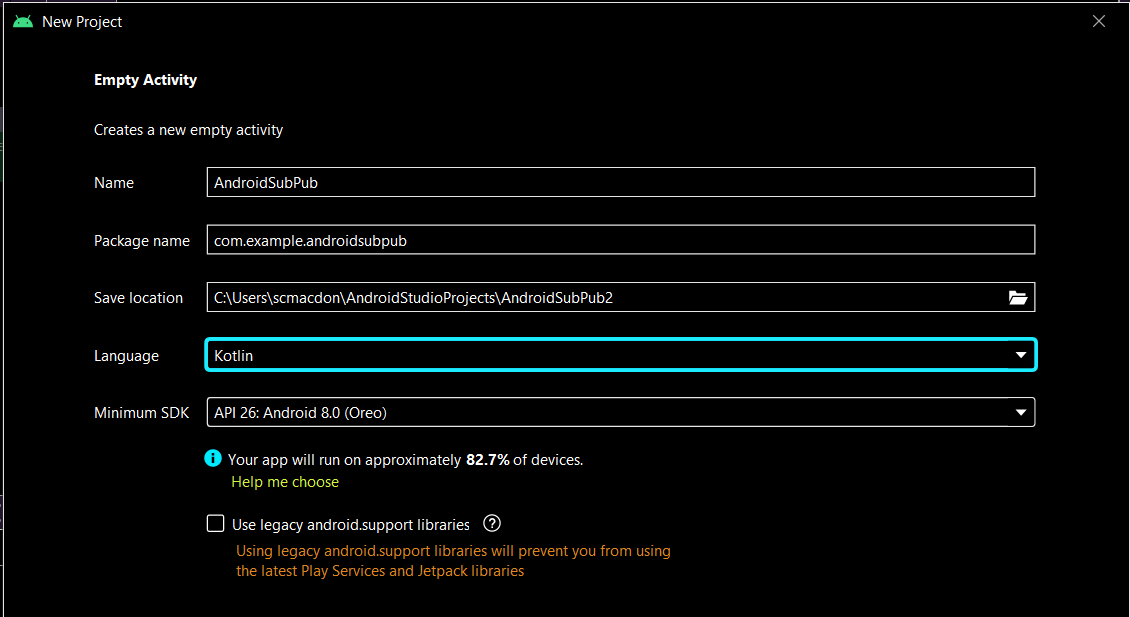 New Project
Empty Activity
Creates a new empty activity
Name AndroidSubPub
Package name com.example.androidsubpub
Save location C:\Users\scmacdon\AndroidStudioProjects\AndroidSubPub2
Language Kotlin
Minimum SDK API 26: Android 8.0 (Oreo)
Your app will run on approximately 82.7% of devices.
Help me choose
Use legacy android.support libraries
Using legacy android.support libraries will prevent you from using
the latest Play Services and Jetpack libraries